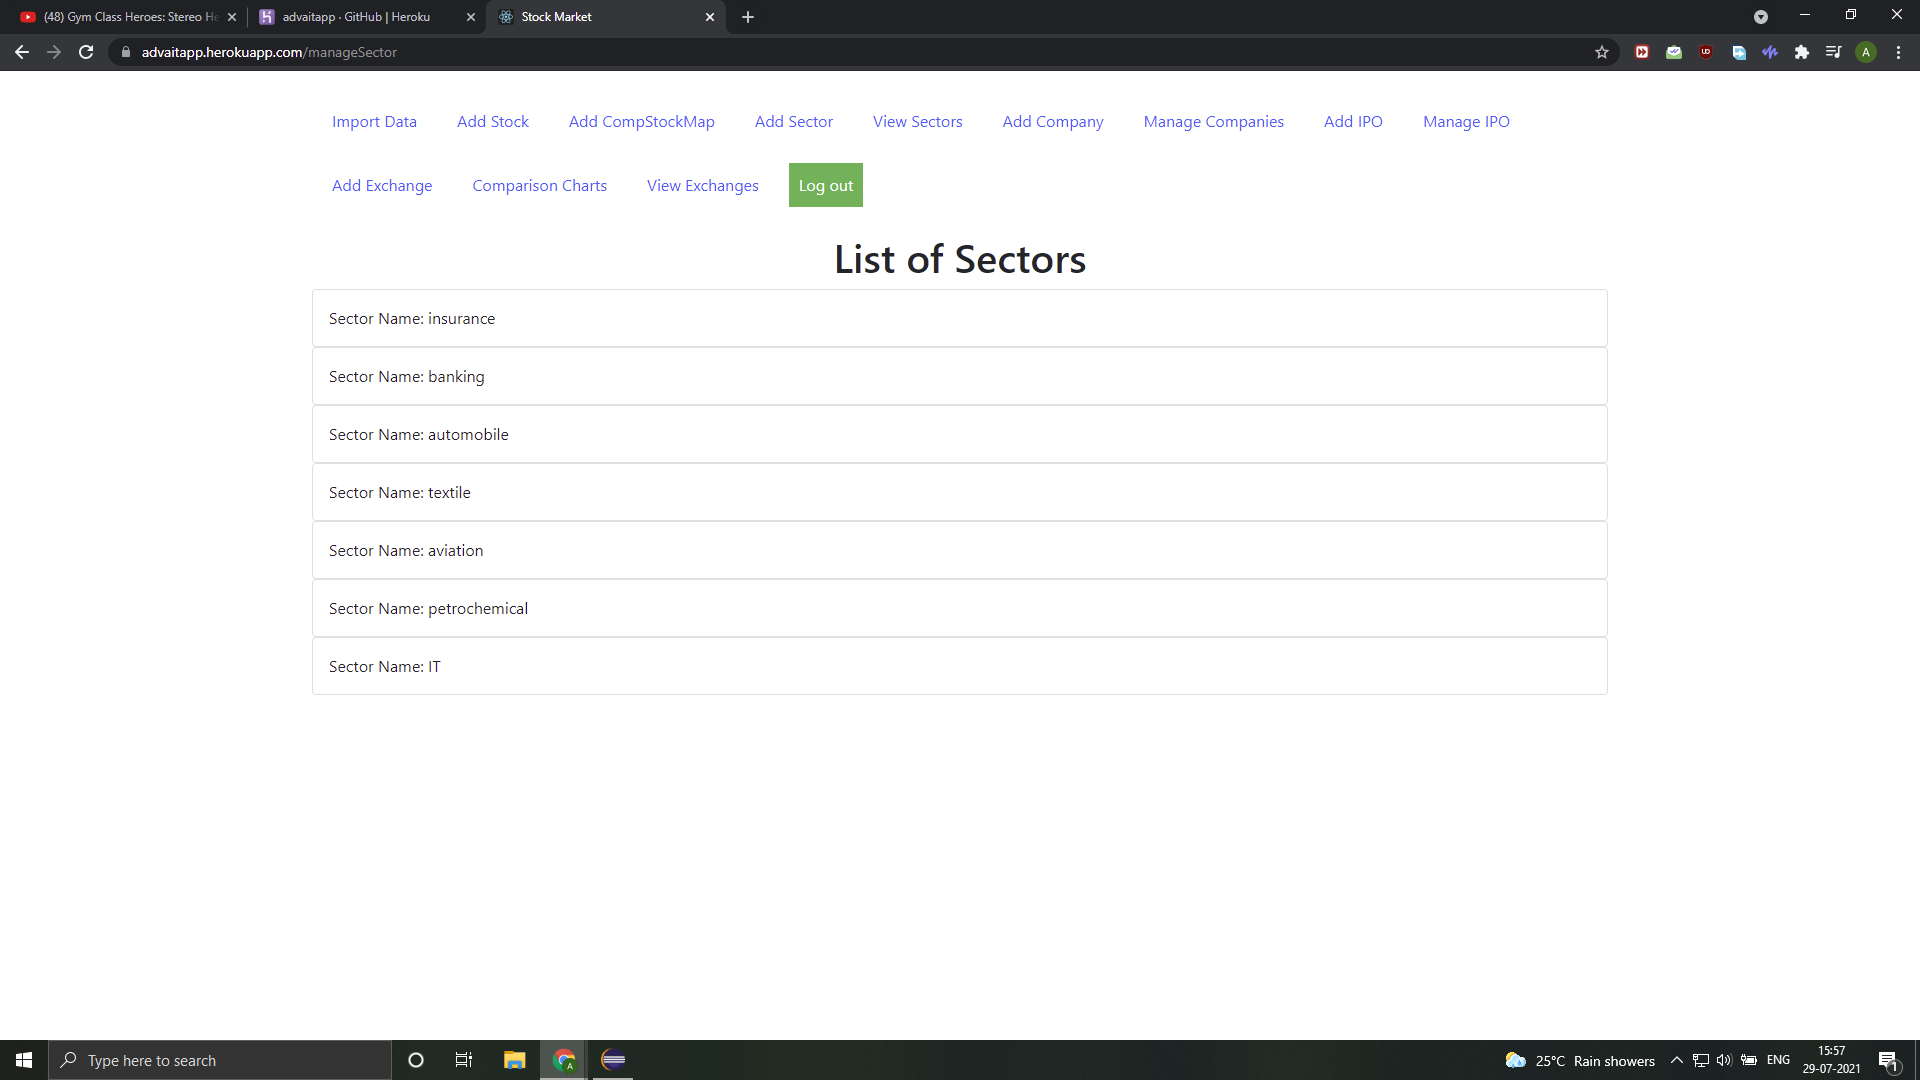 (48) Gym Class Heroes: Stereo He
advaitapp · GitHub | Heroku
Stock Market
advaitapp.herokuapp.com/manageSector
A
Import Data Add Stock Add CompStockMap Add Sector View Sectors Add Company Manage Companies Add IPO Manage IPO
Add Exchange Comparison Charts View Exchanges Log out
List of Sectors
Sector Name: insurance
Sector Name: banking
Sector Name: automobile
Sector Name: textile
Sector Name: aviation
Sector Name: petrochemical
Sector Name: IT
Type here to search
A
25°C Rain showers
ENG
15:57
29-07-2021
1